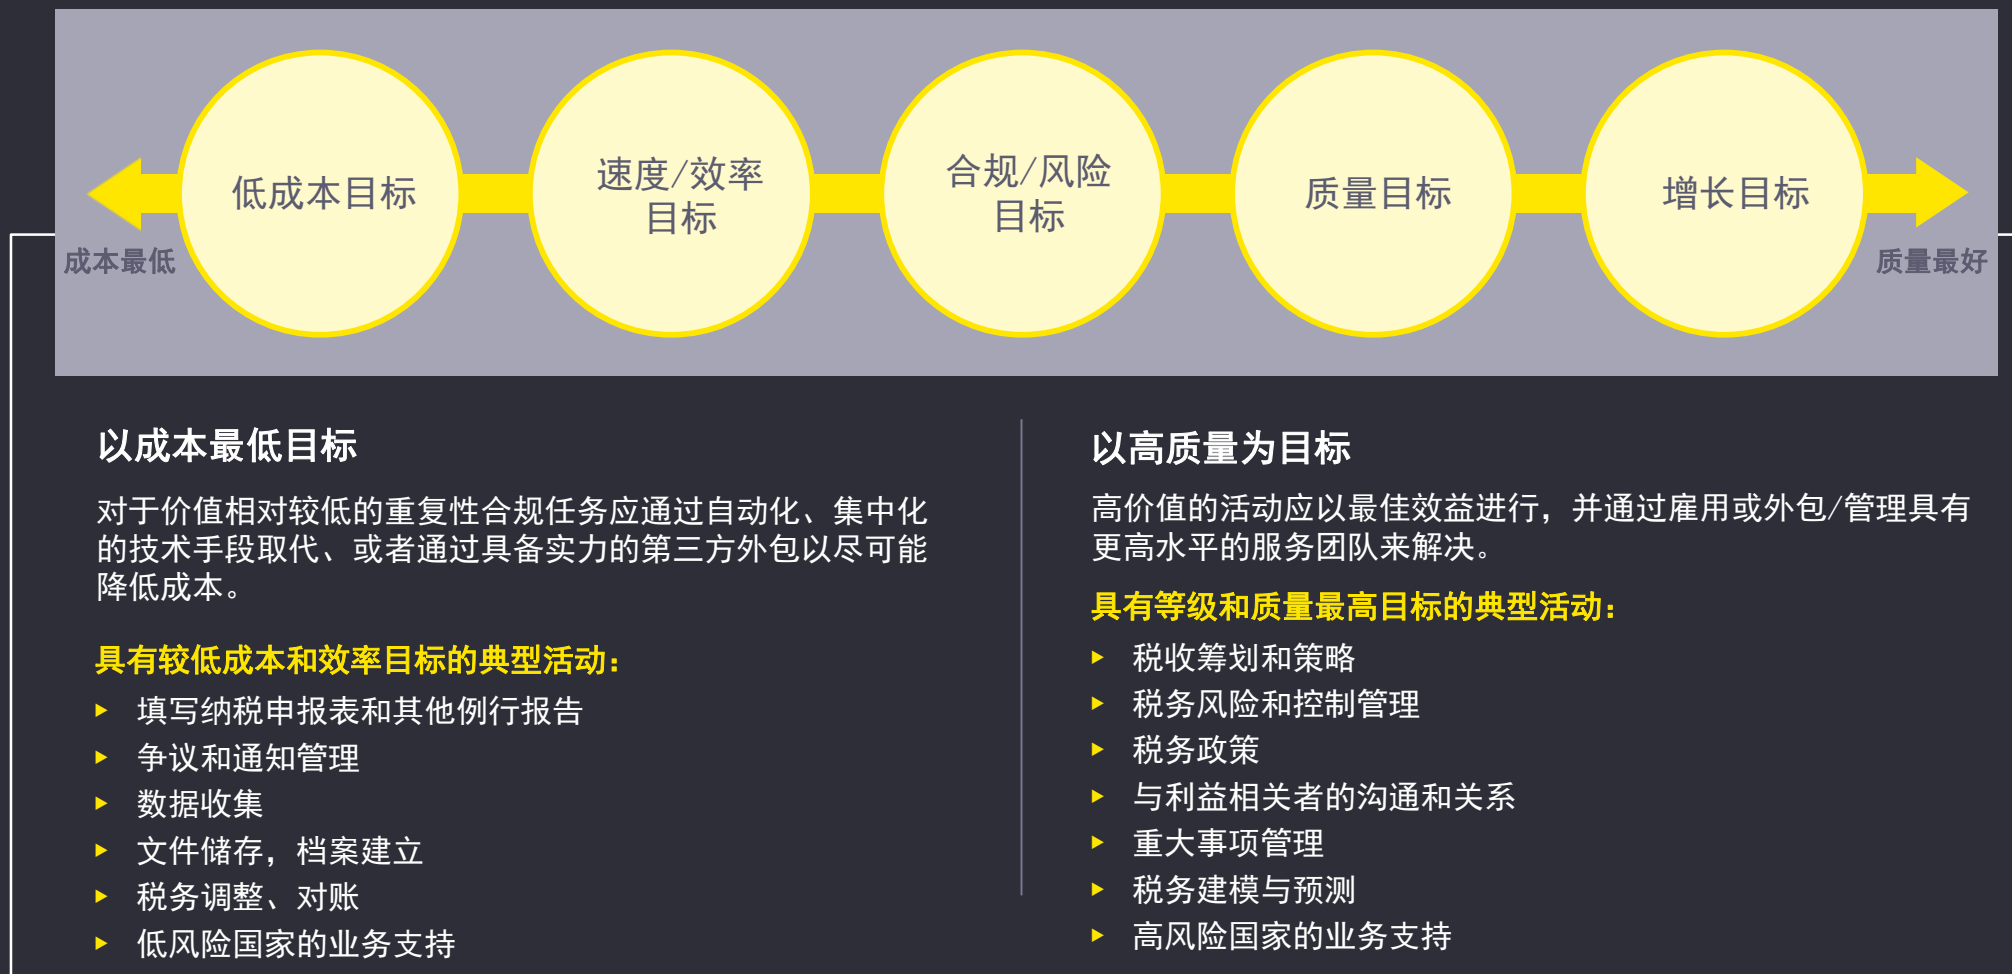 低成本目标
速度/效率
目标
合规/风险
目标
质量目标
增长目标
成本最低
质量最好
以成本最低目标
对于价值相对较低的重复性合规任务应通过自动化、集中化
的技术手段取代、或者通过具备实力的第三方外包以尽可能
降低成本。
具有较低成本和效率目标的典型活动：
填写纳税申报表和其他例行报告
争议和通知管理
数据收集
文件储存，档案建立
税务调整、对账
低风险国家的业务支持
以高质量为目标
高价值的活动应以最佳效益进行，并通过雇用或外包/管理具有
更高水平的服务团队来解决。
具有等级和质量最高目标的典型活动：
税收筹划和策略
税务风险和控制管理
税务政策
与利益相关者的沟通和关系
重大事项管理
税务建模与预测
高风险国家的业务支持